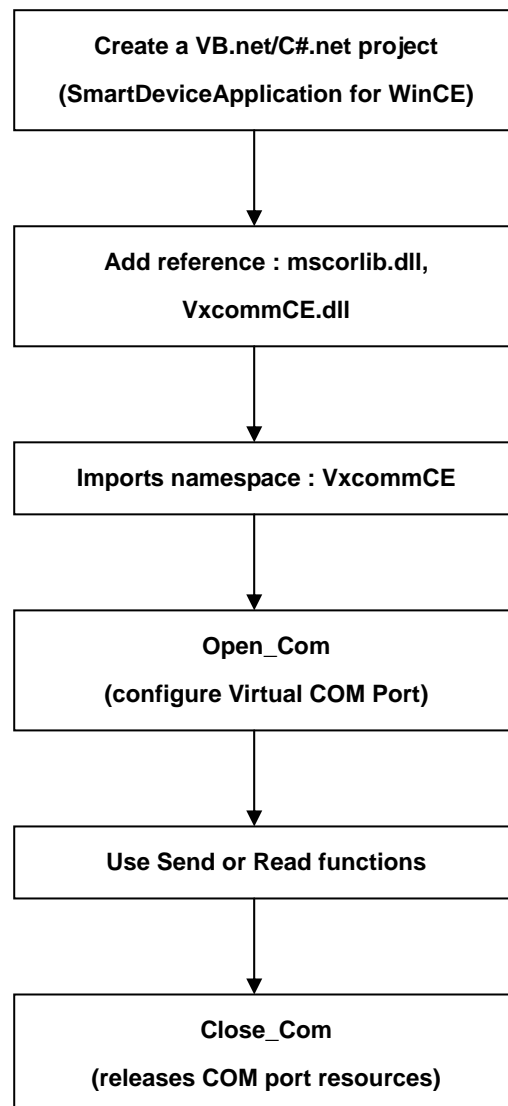 Create a VB.net/C#.net project
(SmartDeviceApplication for WinCE)
Add reference : mscorlib.dll,
VxcommCE.dll
Imports namespace : VxcommCE
Open_Com
(configure Virtual COM Port)
Use Send or Read functions
Close_Com
(releases COM port resources)